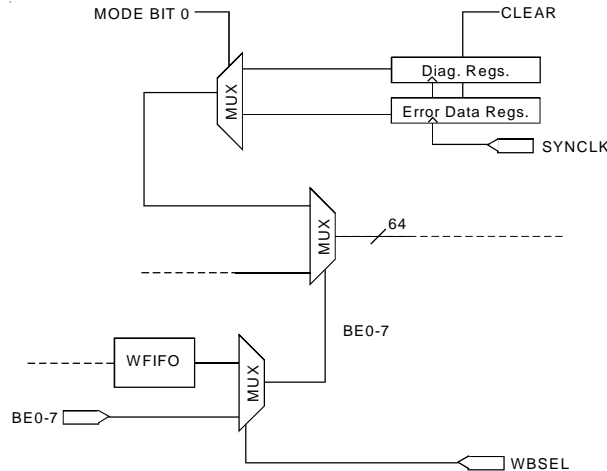 MODE BIT 0
CLEAR
Diag. Regs.
MUX
Error Data Regs.
SYNCLK
MUX
64
BE0-7
WFIFO
MUX
BE0-7
WBSEL